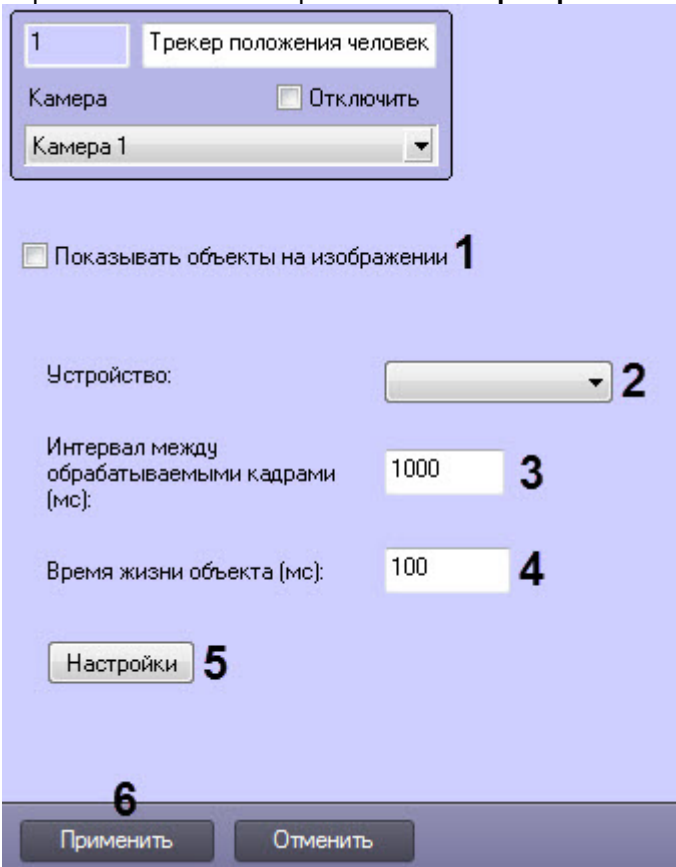 1 Трекер положения человек
Камера Отключить
Камера 1
Показывать объекты на изображении 1
Устройство: 2
Интервал между
обрабатываемыми кадрами
(мс):
1000 3
Время жизни объекта (мс): 100 4
Настройки 5
6
Применить Отменить